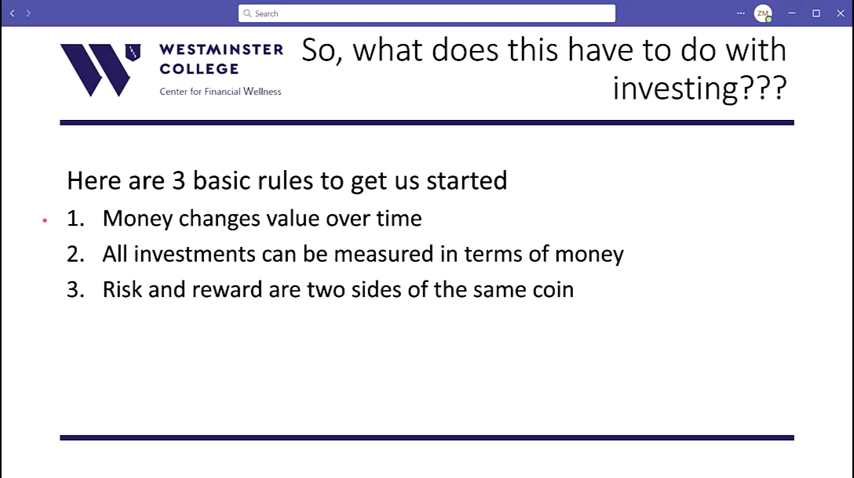 Search
ZM
WESTMINSTER
COLLEGE
Center for Financial Wellness
So, what does this have to do with
investing???
Here are 3 basic rules to get us started
1. Money changes value over time
2. All investments can be measured in terms of money
3. Risk and reward are two sides of the same coin